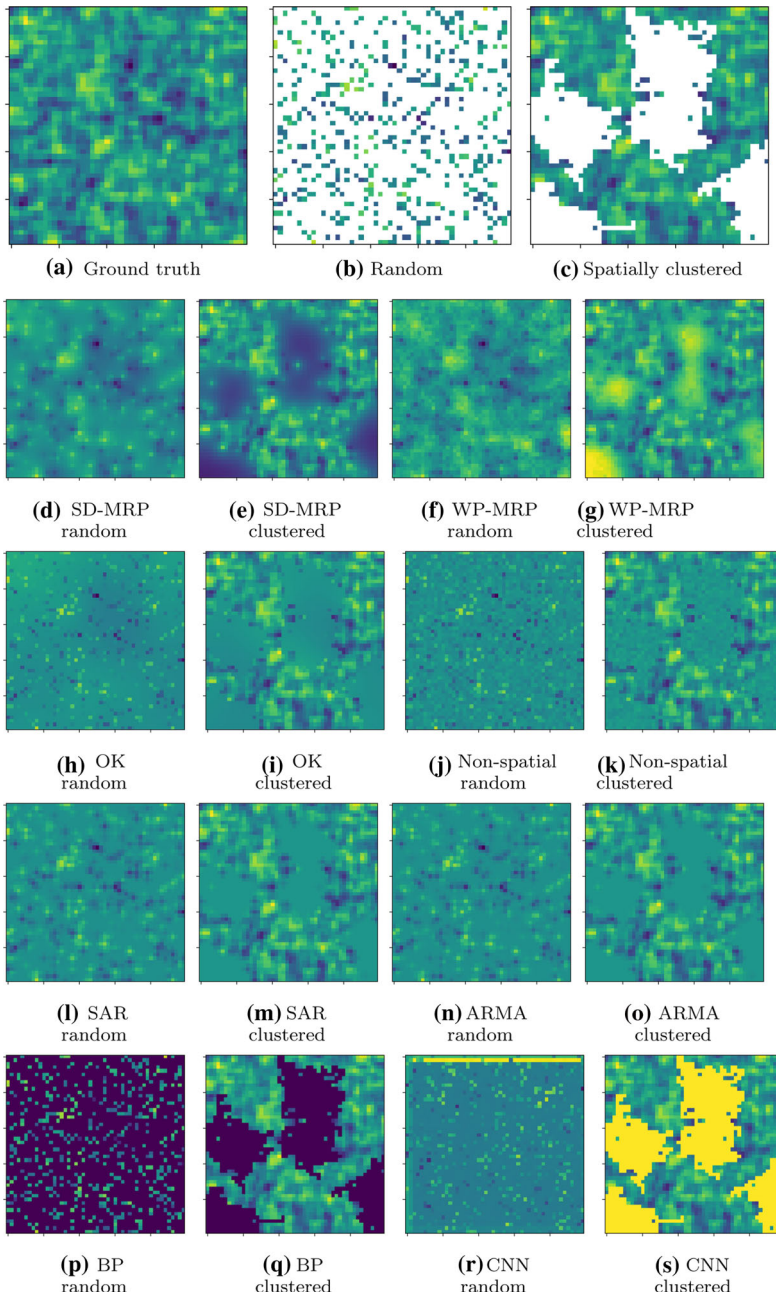 (a) Ground truth
(b) Random
(c) Spatially clustered
(d) SD-MRP
random
(e) SD-MRP
clustered
(f) WP-MRP
random
(g) WP-MRP
clustered
(h) OK
random
(i) OK
clustered
(j) Non-spatial
random
(k) Non-spatial
clustered
(l) SAR
random
(m) SAR
clustered
(n) ARMA
random
(o) ARMA
clustered
(p) BP
random
(q) BP
clustered
(r) CNN
random
(s) CNN
clustered